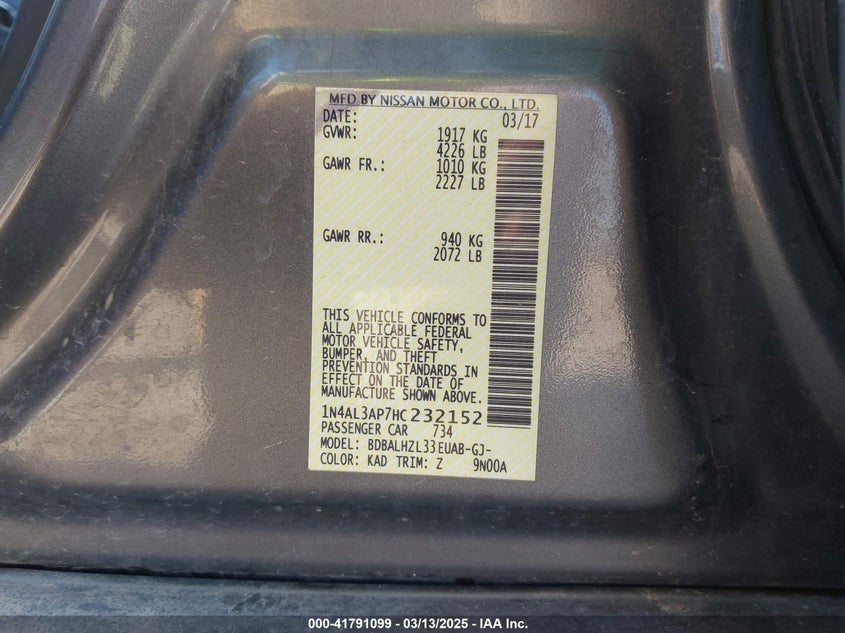 MFD BY NISSAN MOTOR CO., LTD.
DATE: 03/17
GVWR: 1917 KG
4226 LB
GAWR FR.: 1010 KG
2227 LB
GAWR RR.: 940 KG
2072 LB
THIS VEHICLE CONFORMS TO
ALL APPLICABLE FEDERAL
MOTOR VEHICLE SAFETY,
BUMPER, AND THEFT
PREVENTION STANDARDS IN
EFFECT ON THE DATE OF
MANUFACTURE SHOWN ABOVE.
1N4AL3AP7HC232152
PASSENGER CAR 734
MODEL: BDBALHZL33EUAB-GJ-
COLOR: KAD TRIM: Z 9N00A
000-41791099 — 03/13/2025 — IAA Inc.